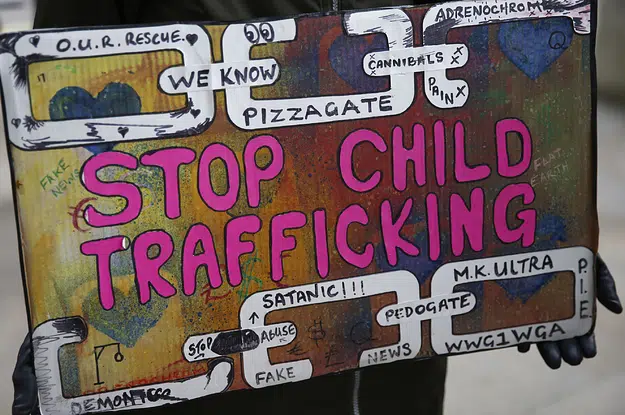 O.U.R. RESCUE.
ADRENOCHROME
WE KNOW
CANNIBALS
Q
PIZZAGATE
PAIN
FAKE
NEWS
FLAT
EARTH
STOP CHILD
TRAFFICKING
M.K. ULTRA
SATANIC!!!
PEDOGATE
P.I.E.
STOP
ABUSE
FAKE
NEWS
WWG1WGA